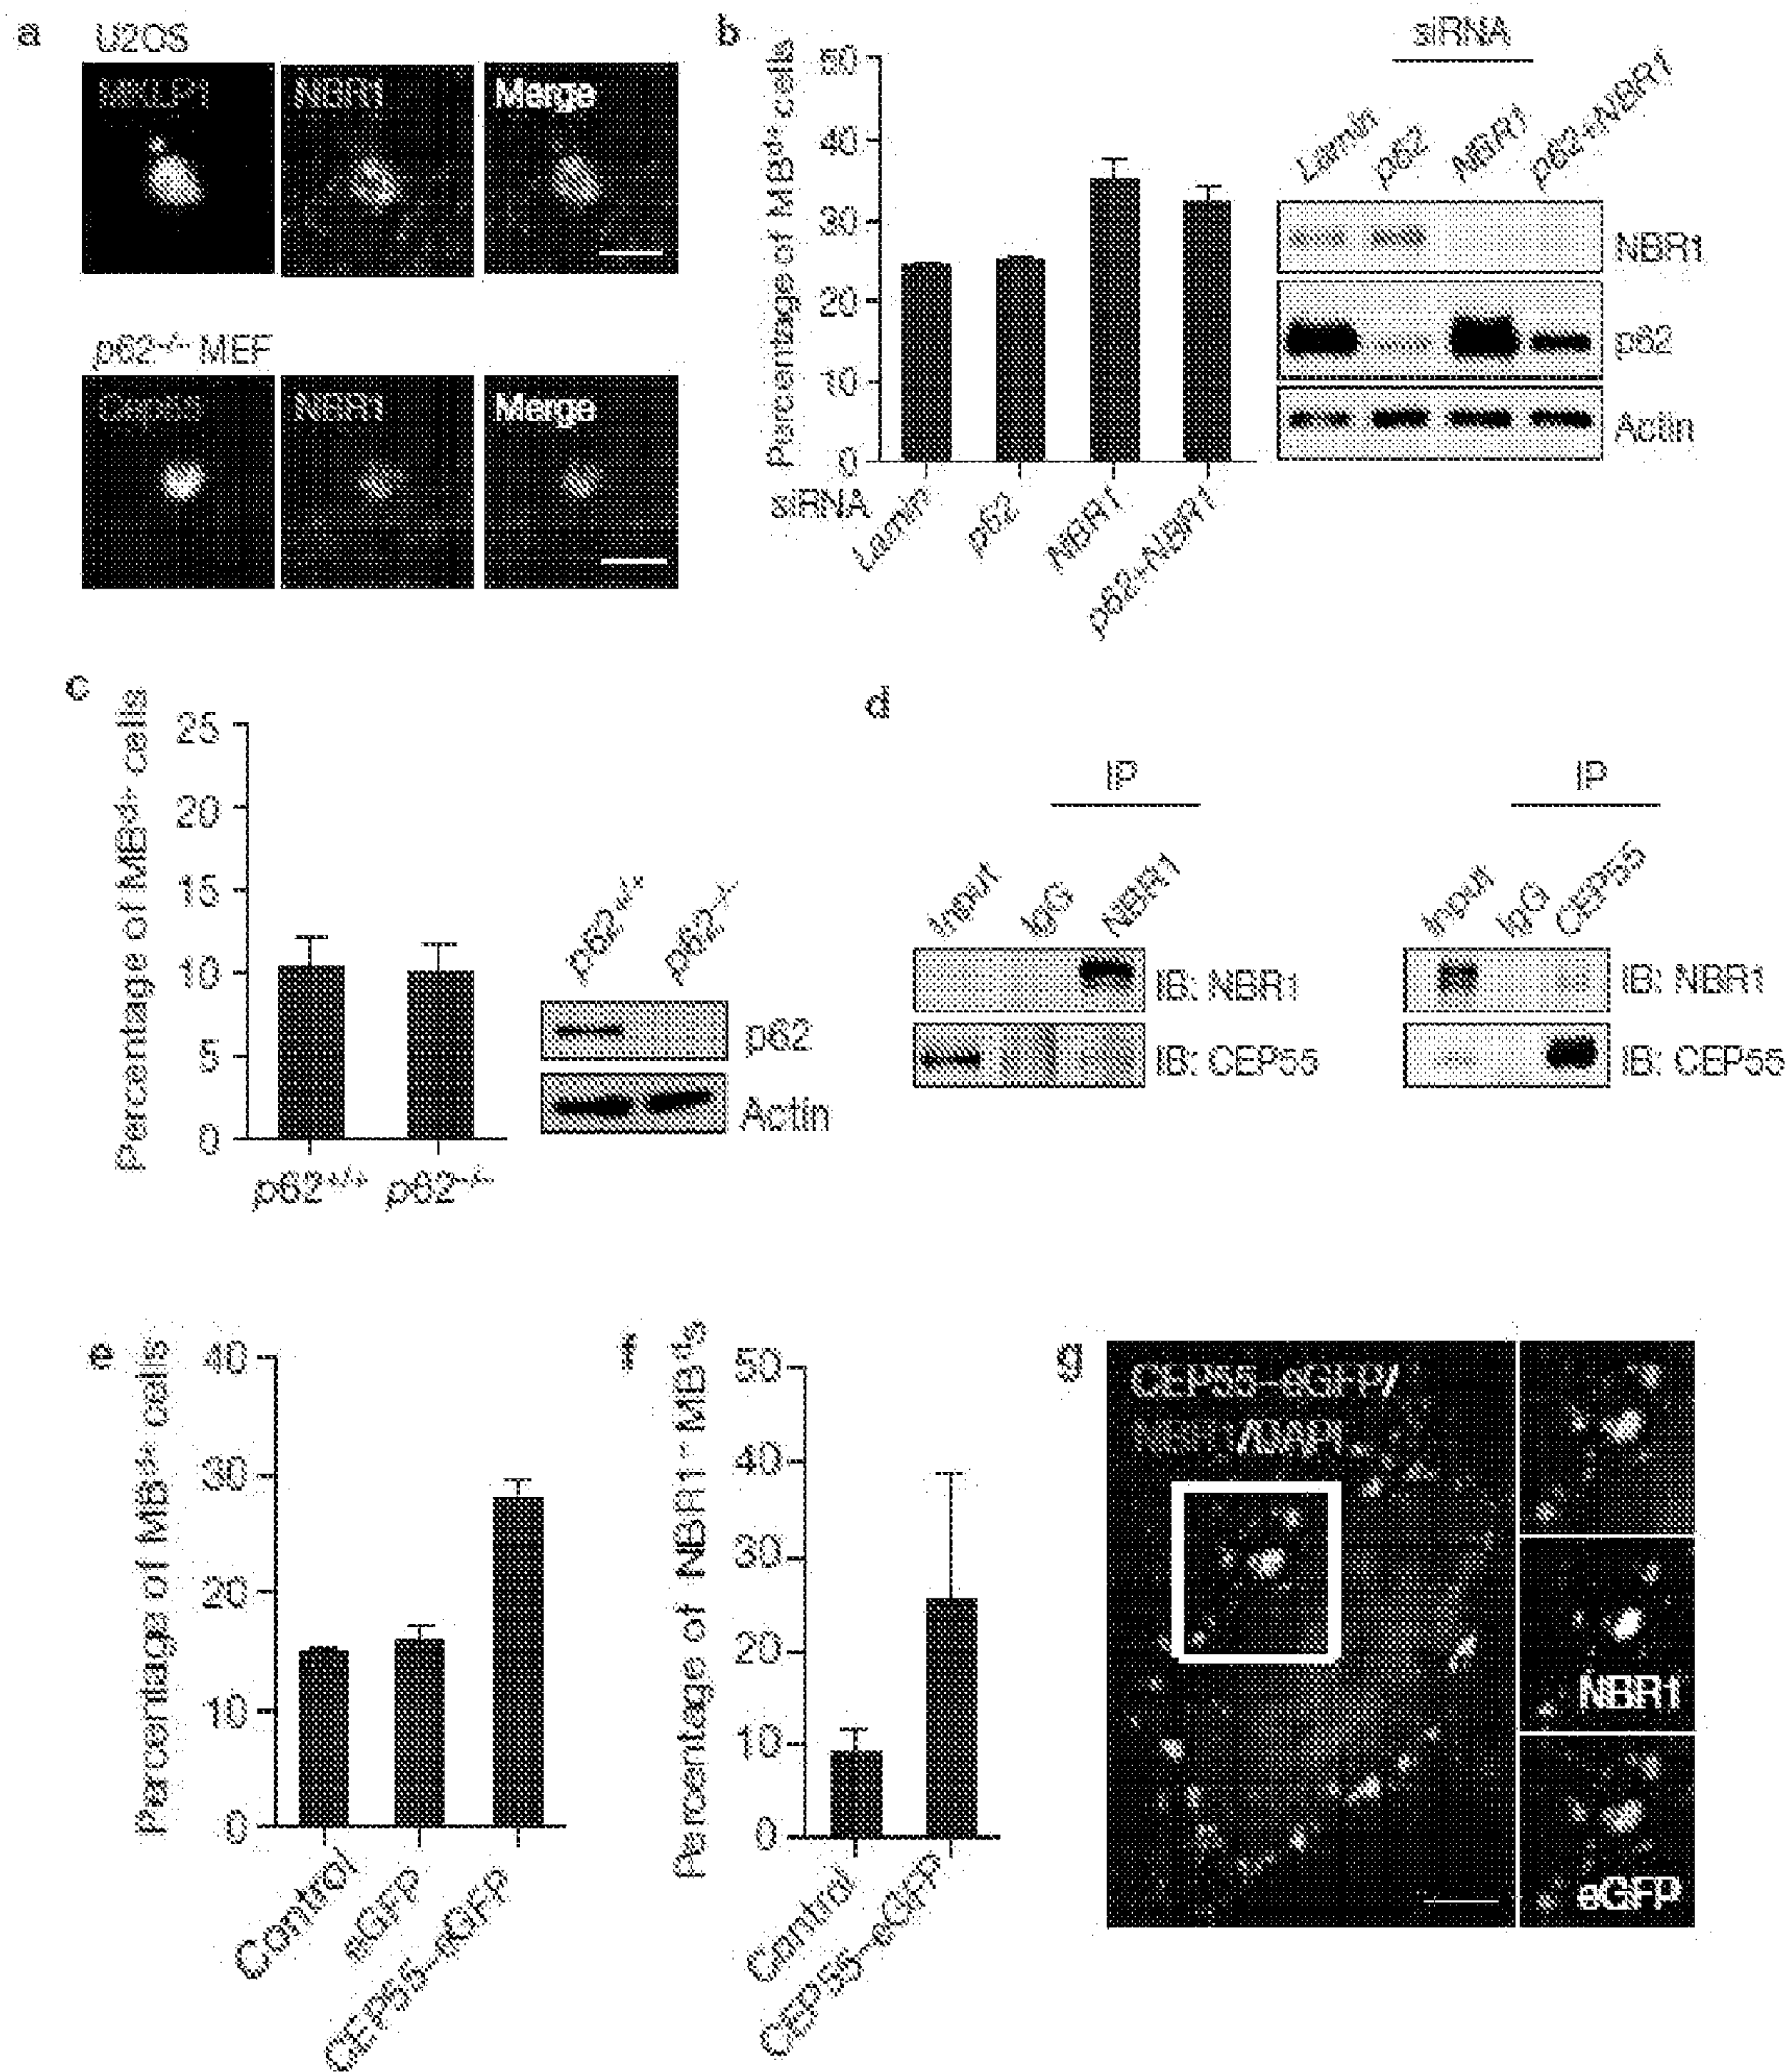 a
U2OS
MKLP1
NBR1
Merge
p62-/- MEF
Cep55
NBR1
Merge
b
Percentage of MBd+ cells
50
40
30
20
10
0
siRNA
Lamin
p62
NBR1
p62+NBR1
siRNA
Lamin
p62
NBR1
p62+NBR1
NBR1
p62
Actin
c
Percentage of MBd+ cells
25
20
15
10
5
0
p62+/+
p62-/-
p62+/+
p62-/-
p62
Actin
d
IP
Input
IgG
NBR1
IB: NBR1
IB: CEP55
IP
Input
IgG
CEP55
IB: NBR1
IB: CEP55
e
Percentage of MBd+ cells
40
30
20
10
0
Control
eGFP
CEP55–eGFP
f
Percentage of NBR1– MBds
50
40
30
20
10
0
Control
CEP55–eGFP
g
CEP55–eGFP/
NBR1/DAPI
NBR1
eGFP